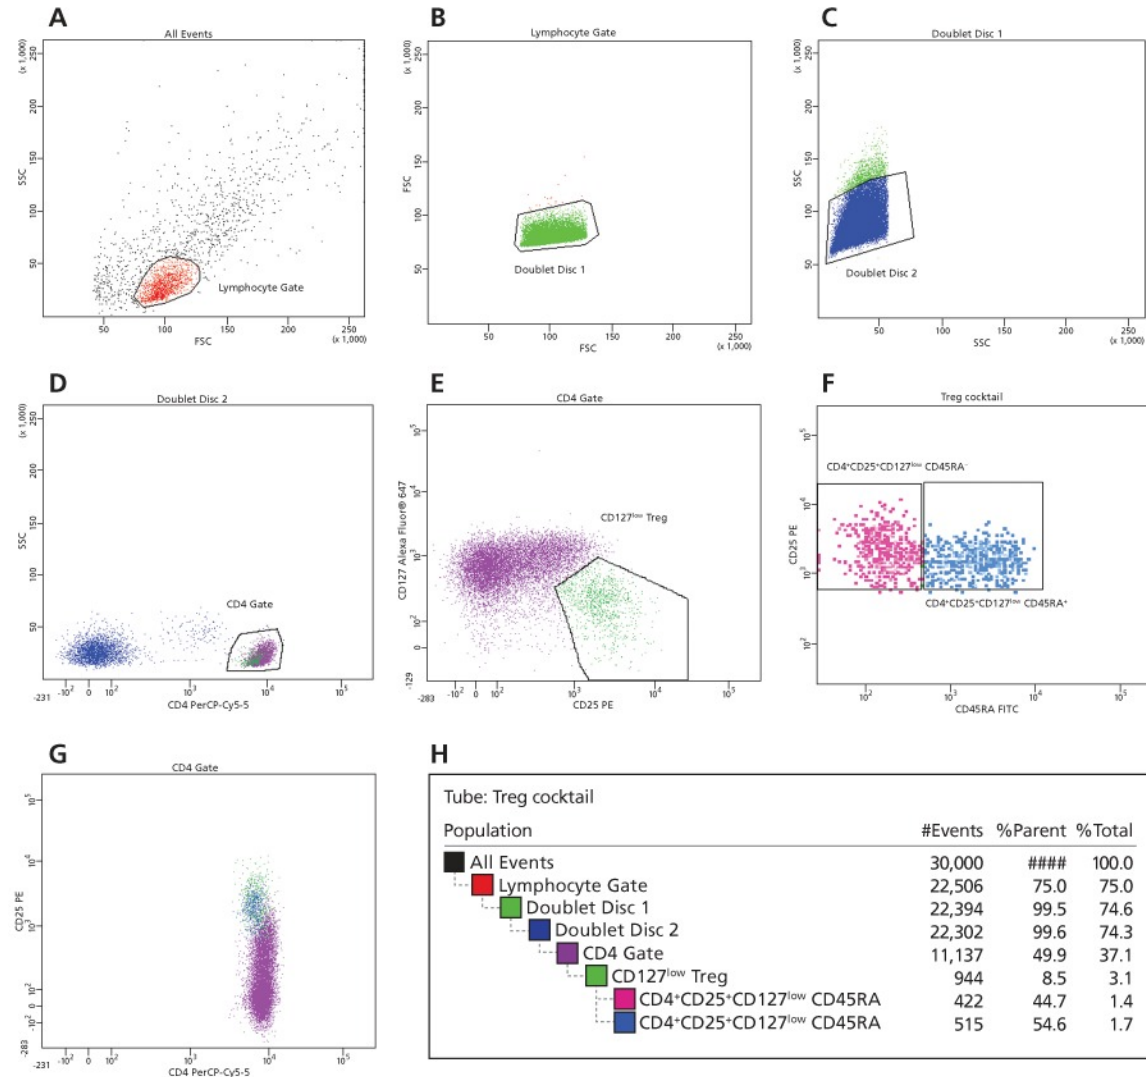 A
All Events
(x 1,000)
250
200
150
100
50
SSC
Lymphocyte Gate
50
100
150
200
250
FSC
(x 1,000)
B
Lymphocyte Gate
(x 1,000)
250
200
150
100
50
FSC
Doublet Disc 1
50
100
150
200
250
FSC
(x 1,000)
C
Doublet Disc 1
(x 1,000)
250
200
150
100
50
SSC
Doublet Disc 2
50
100
150
200
250
SSC
(x 1,000)
D
Doublet Disc 2
(x 1,000)
250
200
150
100
50
SSC
CD4 Gate
-231
-10²
0
10²
10³
10⁴
10⁵
CD4 PerCP-Cy5-5
E
CD4 Gate
10⁵
10⁴
10³
10²
0
-129
CD127 Alexa Fluor® 647
CD127ˡᵒʷ Treg
-283
-10²
0
10²
10³
10⁴
10⁵
CD25 PE
F
Treg cocktail
CD4⁺CD25⁺CD127ˡᵒʷ CD45RA⁻
10⁵
10⁴
10³
10²
CD25 PE
CD4⁺CD25⁺CD127ˡᵒʷ CD45RA⁺
10²
10³
10⁴
10⁵
CD45RA FITC
G
CD4 Gate
10⁵
10⁴
10³
10²
0
-10²
-283
CD25 PE
-231
-10²
0
10²
10³
10⁴
10⁵
CD4 PerCP-Cy5-5
H
Tube: Treg cocktail
Population #Events %Parent %Total
All Events 30,000 #### 100.0
Lymphocyte Gate 22,506 75.0 75.0
Doublet Disc 1 22,394 99.5 74.6
Doublet Disc 2 22,302 99.6 74.3
CD4 Gate 11,137 49.9 37.1
CD127ˡᵒʷ Treg 944 8.5 3.1
CD4⁺CD25⁺CD127ˡᵒʷ CD45RA 422 44.7 1.4
CD4⁺CD25⁺CD127ˡᵒʷ CD45RA 515 54.6 1.7